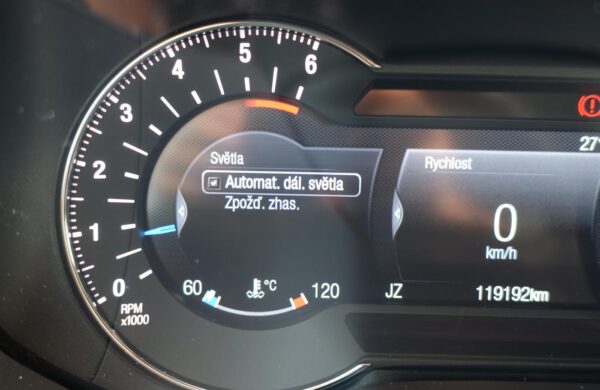 6
5
4
3
2
1
0
RPM
x1000
Světla
Automat. dál. světla
Zpožď. zhas.
60 °C 120
27°
Rychlost
0
km/h
JZ 119192km